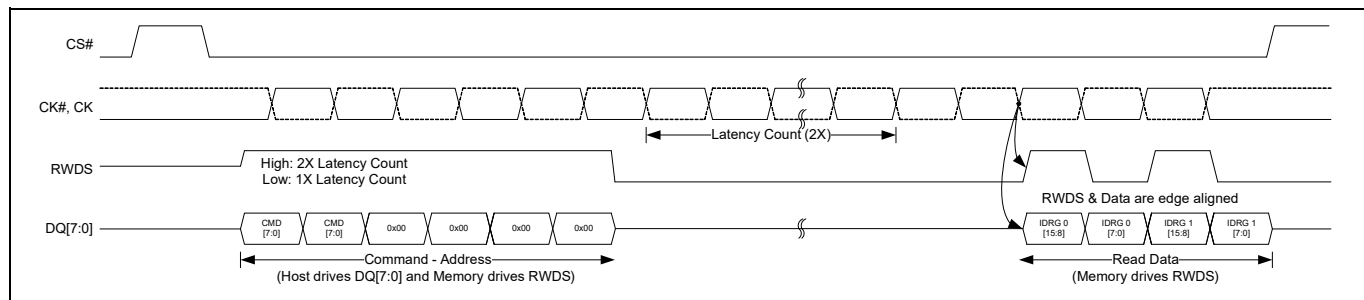 CS#
CK#, CK
Latency Count (2X)
RWDS
High: 2X Latency Count
Low: 1X Latency Count
RWDS & Data are edge aligned
DQ[7:0]
CMD
[7:0]
CMD
[7:0]
0x00
0x00
0x00
0x00
IDRG 0
[15:8]
IDRG 0
[7:0]
IDRG 1
[15:8]
IDRG 1
[7:0]
Command - Address
(Host drives DQ[7:0] and Memory drives RWDS)
Read Data
(Memory drives RWDS)